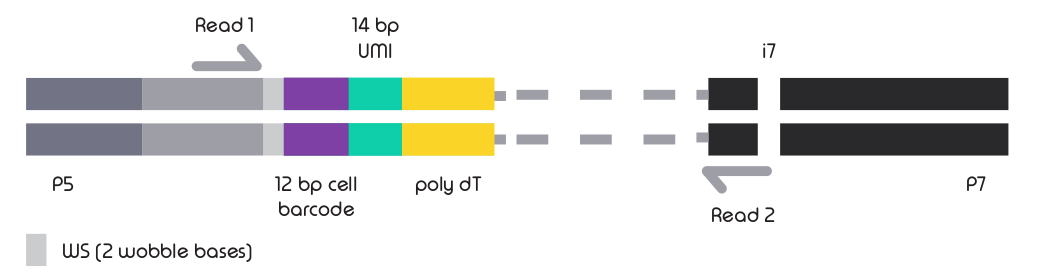 Read 1
14 bp
UMI
i7
P5
12 bp cell
barcode
poly dT
P7
Read 2
WS (2 wobble bases)